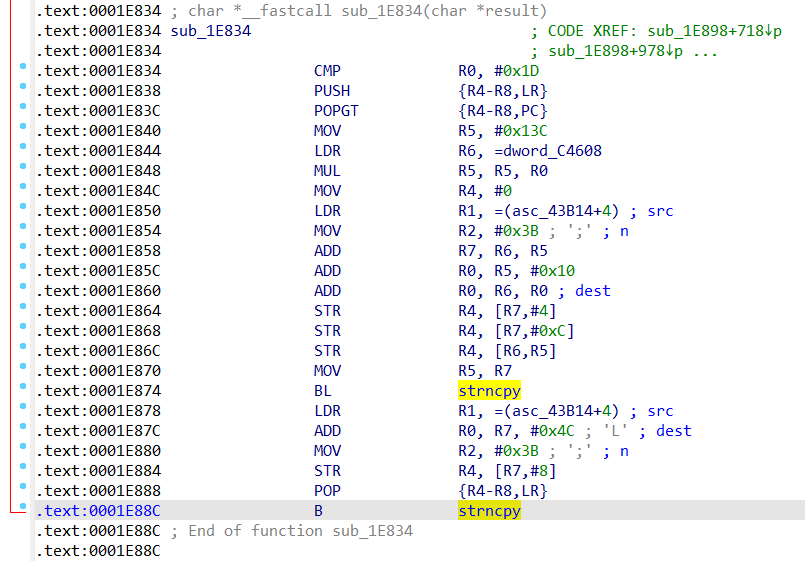 .text:0001E834 ; char *__fastcall sub_1E834(char *result)
.text:0001E834 sub_1E834 ; CODE XREF: sub_1E898+718↓p
.text:0001E834 ; sub_1E898+978↓p ...
.text:0001E834 CMP R0, #0x1D
.text:0001E838 PUSH {R4-R8,LR}
.text:0001E83C POPGT {R4-R8,PC}
.text:0001E840 MOV R5, #0x13C
.text:0001E844 LDR R6, =dword_C4608
.text:0001E848 MUL R5, R5, R0
.text:0001E84C MOV R4, #0
.text:0001E850 LDR R1, =(asc_43B14+4) ; src
.text:0001E854 MOV R2, #0x3B ; ';' ; n
.text:0001E858 ADD R7, R6, R5
.text:0001E85C ADD R0, R5, #0x10
.text:0001E860 ADD R0, R6, R0 ; dest
.text:0001E864 STR R4, [R7,#4]
.text:0001E868 STR R4, [R7,#0xC]
.text:0001E86C STR R4, [R6,R5]
.text:0001E870 MOV R5, R7
.text:0001E874 BL strncpy
.text:0001E878 LDR R1, =(asc_43B14+4) ; src
.text:0001E87C ADD R0, R7, #0x4C ; 'L' ; dest
.text:0001E880 MOV R2, #0x3B ; ';' ; n
.text:0001E884 STR R4, [R7,#8]
.text:0001E888 POP {R4-R8,LR}
.text:0001E88C B strncpy
.text:0001E88C ; End of function sub_1E834
.text:0001E88C